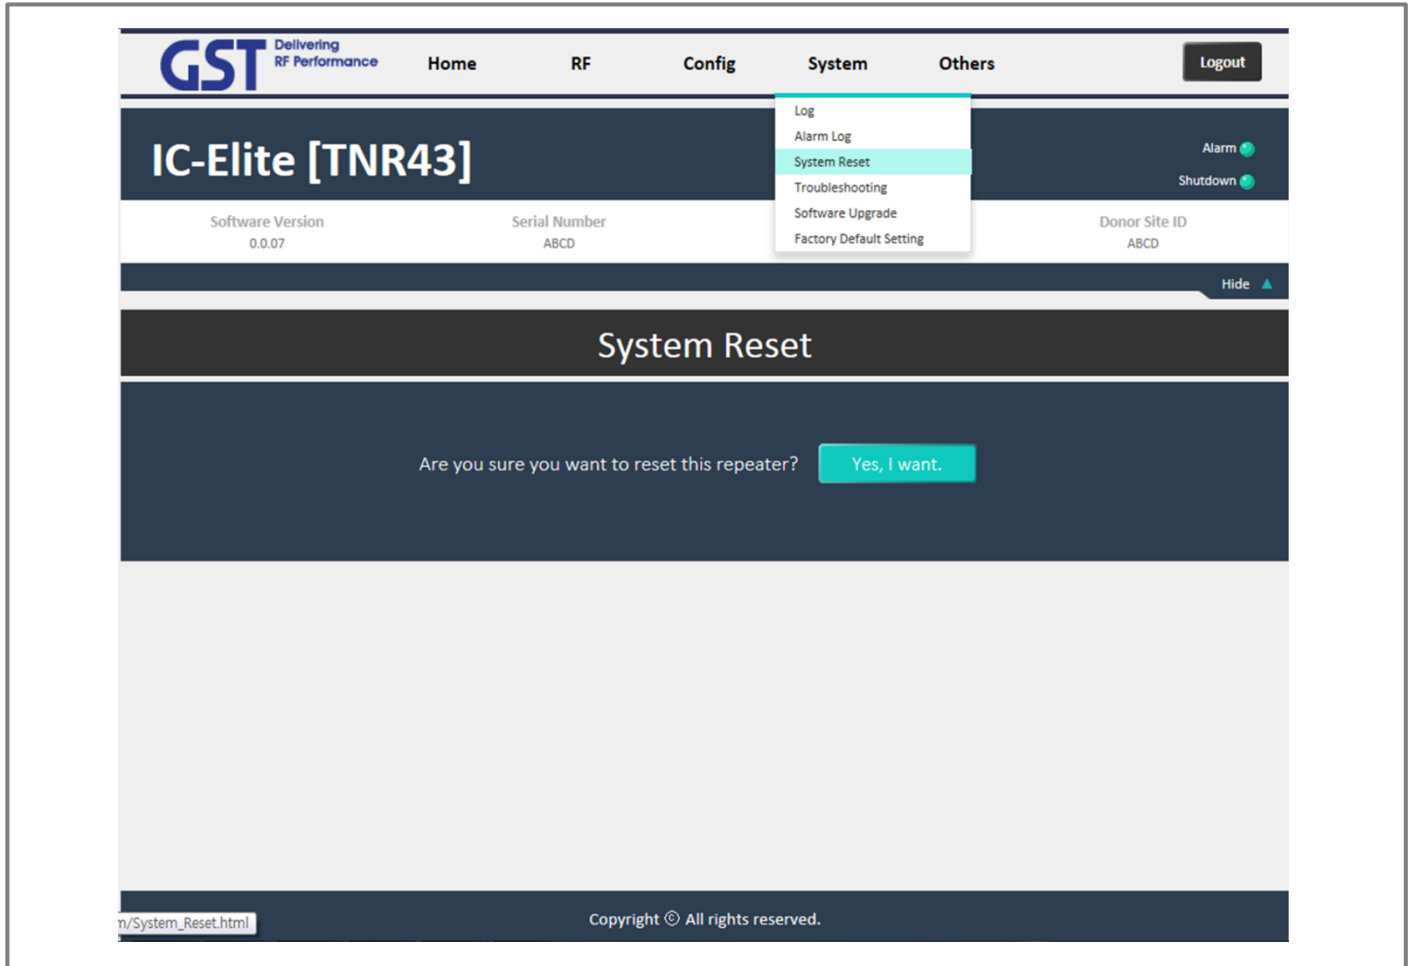 GST Delivering
RF Performance
Home RF Config System Others Logout
Log
Alarm Log
System Reset
Troubleshooting
Software Upgrade
Factory Default Setting
IC-Elite [TNR43]
Alarm
Shutdown
Software Version Serial Number Donor Site ID
0.0.07 ABCD ABCD
Hide ▲
System Reset
Are you sure you want to reset this repeater? Yes, I want.
Copyright © All rights reserved.
m/System_Reset.html